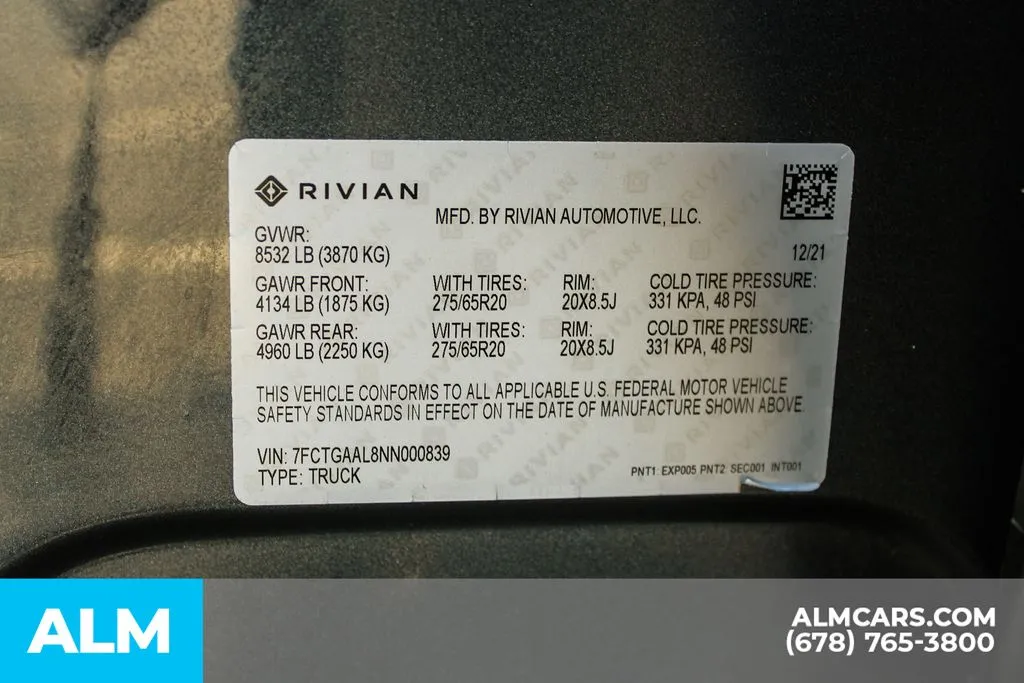 RIVIAN
MFD. BY RIVIAN AUTOMOTIVE, LLC.
GVWR:
8532 LB (3870 KG)
12/21
GAWR FRONT: WITH TIRES: RIM: COLD TIRE PRESSURE:
4134 LB (1875 KG) 275/65R20 20X8.5J 331 KPA, 48 PSI
GAWR REAR: WITH TIRES: RIM: COLD TIRE PRESSURE:
4960 LB (2250 KG) 275/65R20 20X8.5J 331 KPA, 48 PSI
THIS VEHICLE CONFORMS TO ALL APPLICABLE U.S. FEDERAL MOTOR VEHICLE
SAFETY STANDARDS IN EFFECT ON THE DATE OF MANUFACTURE SHOWN ABOVE.
VIN: 7FCTGAAL8NN000839
TYPE: TRUCK
PNT1: EXP005 PNT2: SEC001 INT001
ALM
ALMCARS.COM
(678) 765-3800